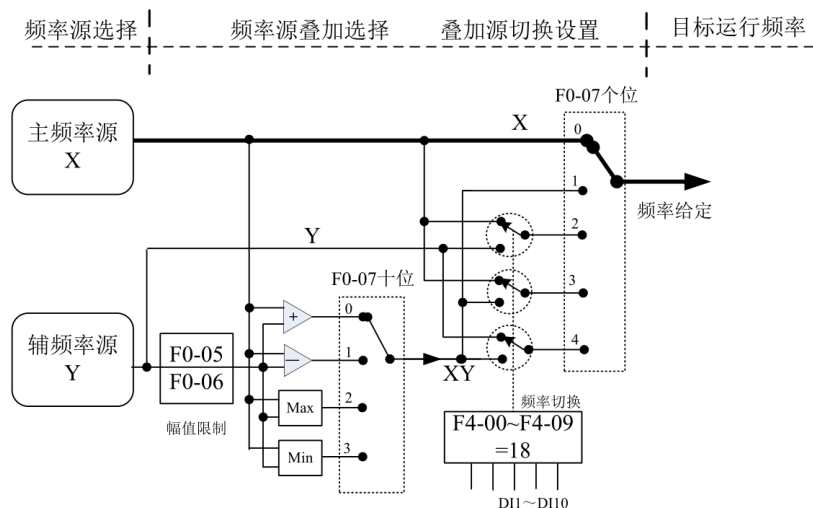 频率源选择
频率源叠加选择
叠加源切换设置
目标运行频率
F0-07个位
主频率源
X
X
0
1
2
3
4
频率给定
Y
F0-07十位
辅频率源
Y
F0-05
F0-06
幅值限制
+
−
Max
Min
0
1
2
3
XY
频率切换
F4-00~F4-09
=18
DI1～DI10